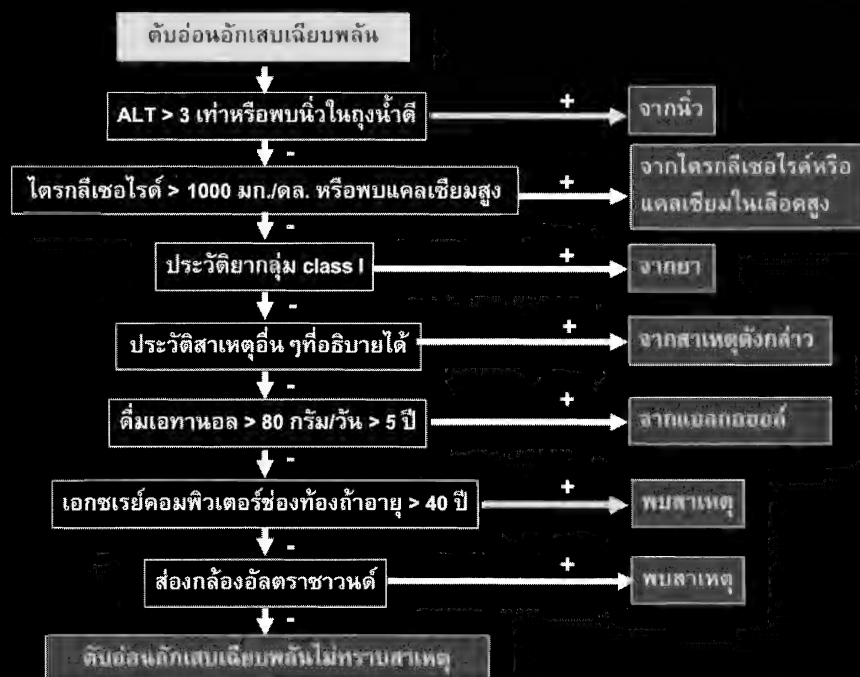 ตับอ่อนอักเสบเฉียบพลัน
ALT > 3 เท่าหรือพบนิ่วในถุงน้ำดี
+
จากนิ่ว
-
ไตรกลีเซอไรด์ > 1000 มก./ดล. หรือพบแคลเซียมสูง
+
จากไตรกลีเซอไรด์หรือ
แคลเซียมในเลือดสูง
-
ประวัติยากลุ่ม class I
+
จากยา
-
ประวัติสาเหตุอื่น ๆที่อธิบายได้
+
จากสาเหตุดังกล่าว
-
ดื่มเอทานอล > 80 กรัม/วัน > 5 ปี
+
จากแอลกอฮอล์
-
เอกซเรย์คอมพิวเตอร์ช่องท้องถ้าอายุ > 40 ปี
+
พบสาเหตุ
-
ส่องกล้องอัลตราซาวนด์
+
พบสาเหตุ
-
ตับอ่อนอักเสบเฉียบพลันไม่ทราบสาเหตุ